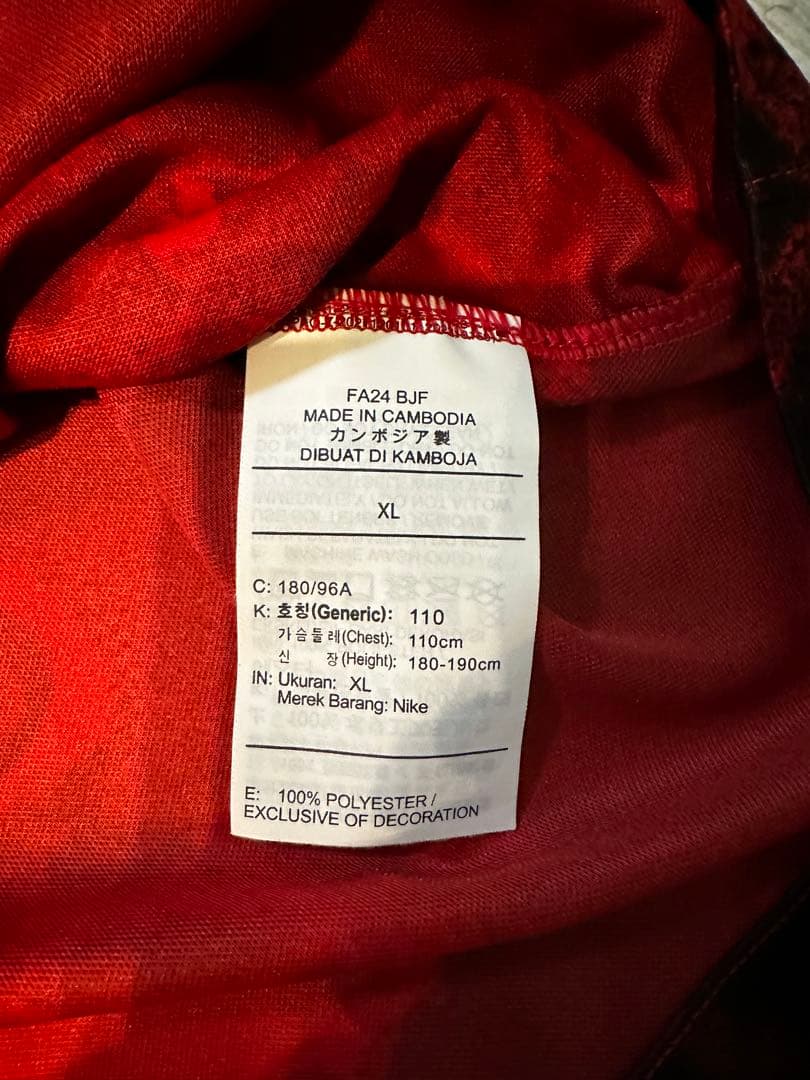 FA24 BJF
MADE IN CAMBODIA
カンボジア製
DIBUAT DI KAMBOJA
XL
C: 180/96A
K: 호칭(Generic): 110
가슴둘레(Chest): 110cm
신 장(Height): 180-190cm
IN: Ukuran: XL
Merek Barang: Nike
E: 100% POLYESTER /
EXCLUSIVE OF DECORATION